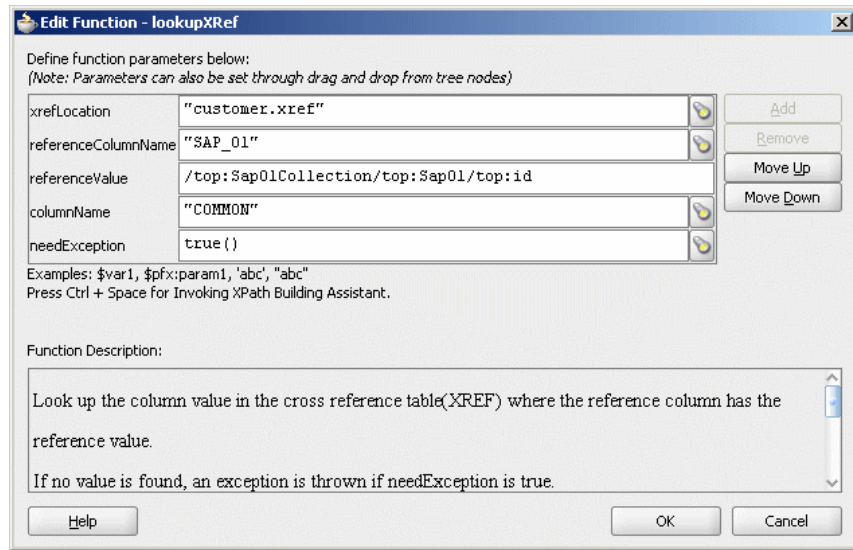 Edit Function - lookupXRef
Define function parameters below:
(Note: Parameters can also be set through drag and drop from tree nodes)
xrefLocation "customer.xref" Add
referenceColumnName "SAP_01" Remove
referenceValue /top:Sap01Collection/top:Sap01/top:id Move Up
columnName "COMMON" Move Down
needException true()
Examples: $var1, $pfx:param1, 'abc', "abc"
Press Ctrl + Space for Invoking XPath Building Assistant.
Function Description:
Look up the column value in the cross reference table(XREF) where the reference column has the
reference value.
If no value is found, an exception is thrown if needException is true.
Help OK Cancel